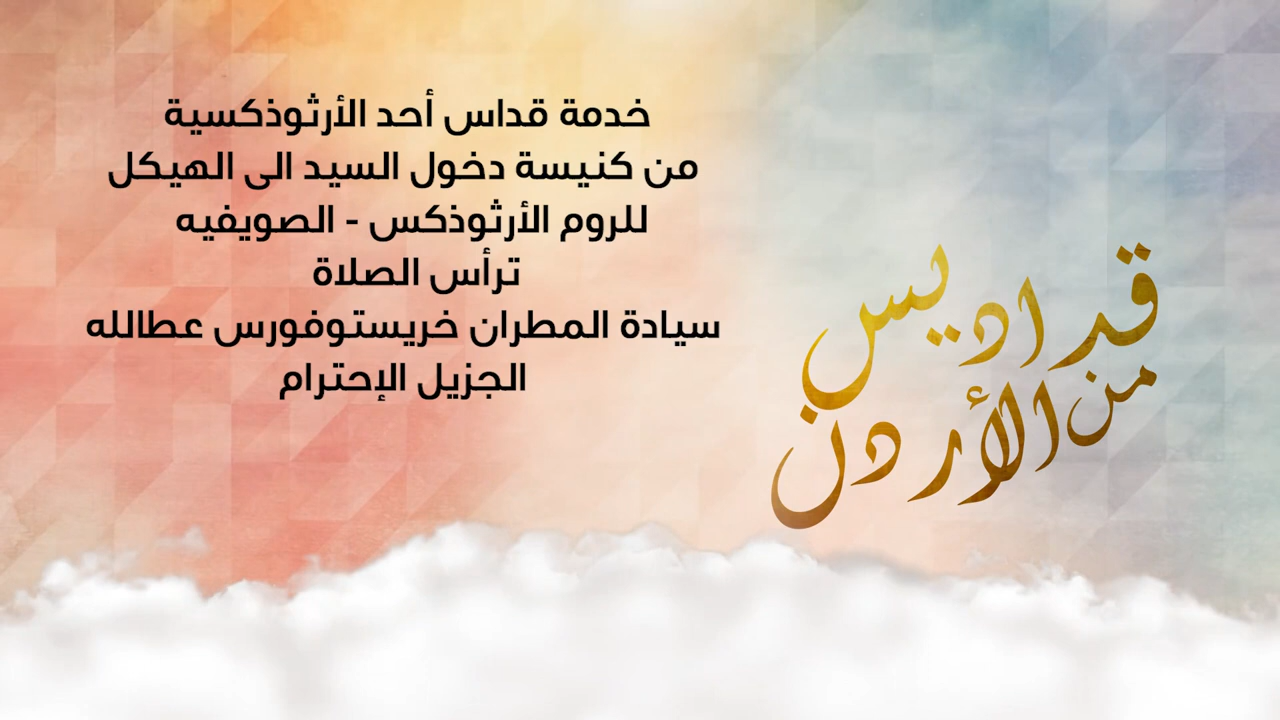 خدمة قداس أحد الأرثوذكسية
من كنيسة دخول السيد الى الهيكل
للروم الأرثوذكس - الصويفيه
ترأس الصلاة
سيادة المطران خريستوفورس عطالله
الجزيل الإحترام
قداديس
من الأردن